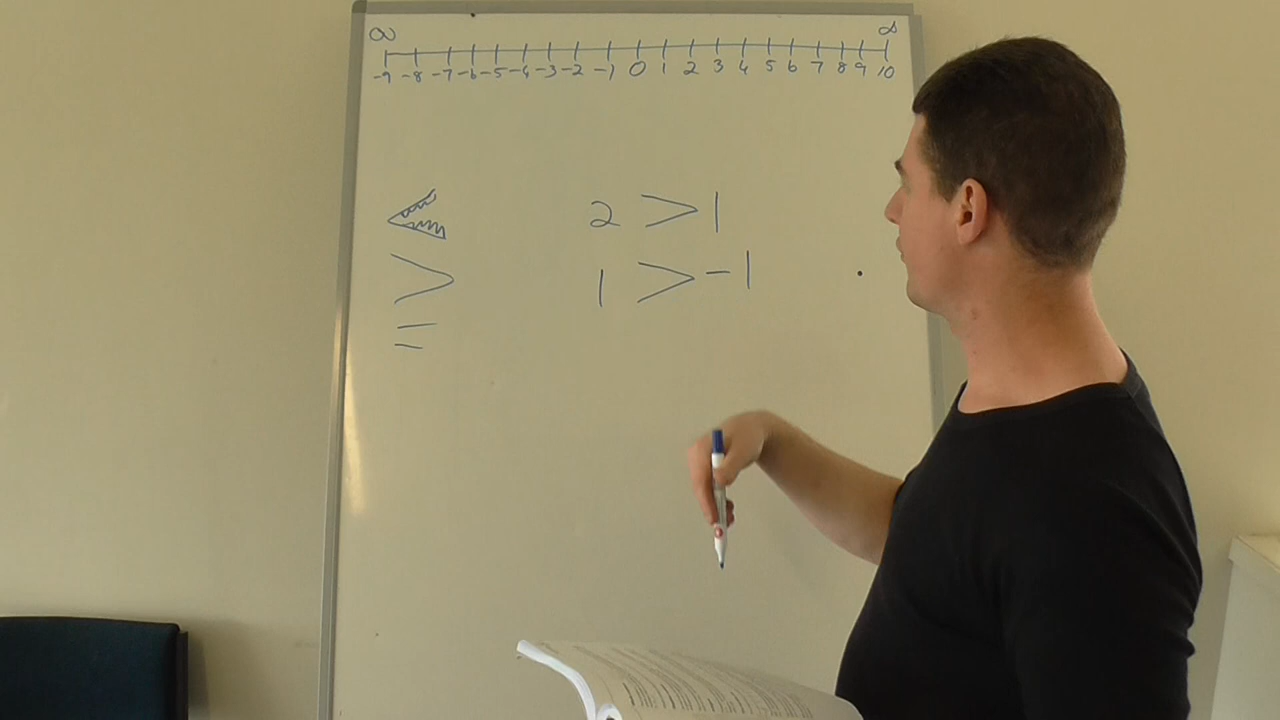 ∞ ∞
-9 -8 -7 -6 -5 -4 -3 -2 -1 0 1 2 3 4 5 6 7 8 9 10
< 2 > 1
> 1 > -1
=